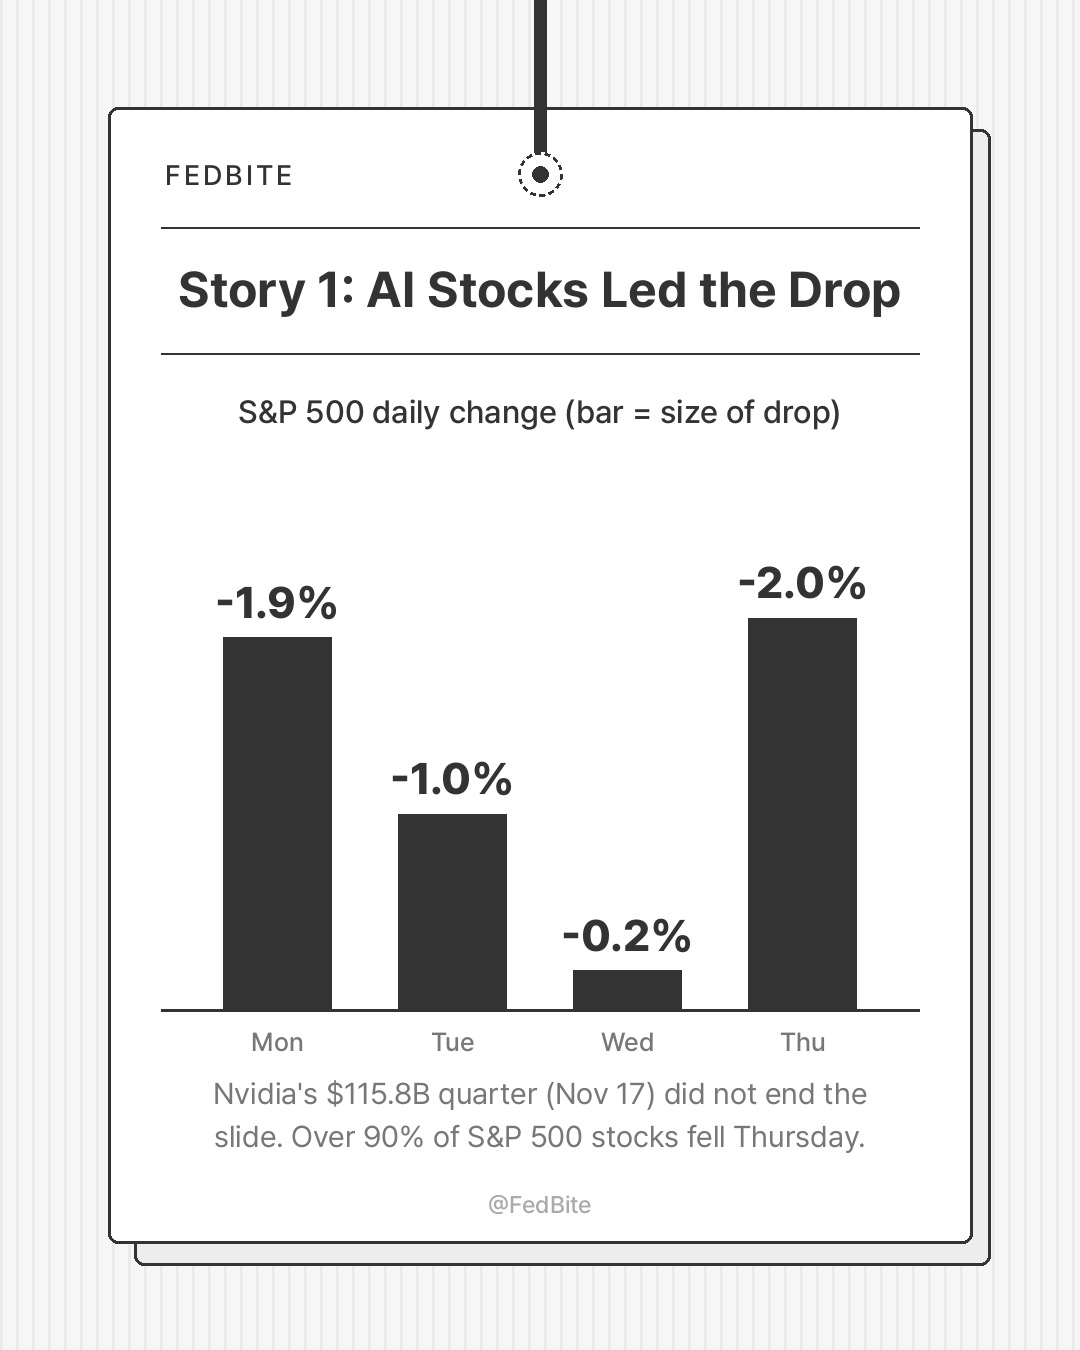 FEDBITE
Story 1: AI Stocks Led the Drop
S&P 500 daily change (bar = size of drop)
-1.9%
-1.0%
-0.2%
-2.0%
Mon
Tue
Wed
Thu
Nvidia's $115.8B quarter (Nov 17) did not end the
slide. Over 90% of S&P 500 stocks fell Thursday.
@FedBite